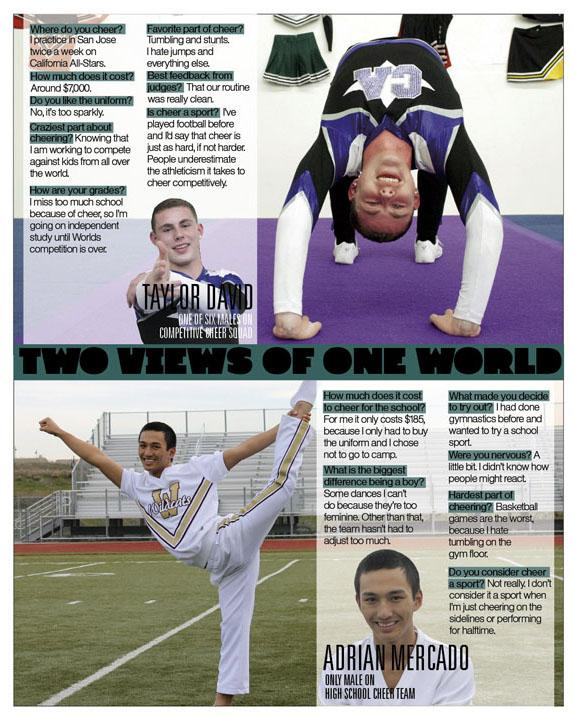 Where do you cheer?
I practice in San Jose
twice a week on
California All-Stars.
How much does it cost?
Around $7,000.
Do you like the uniform?
No, it's too sparkly.
Craziest part about
cheering? Knowing that
I am working to compete
against kids from all over
the world.
How are your grades?
I miss too much school
because of cheer, so I'm
going on independent
study until Worlds
competition is over.
Favorite part of cheer?
Tumbling and stunts.
I hate jumps and
everything else.
Best feedback from
judges? That our routine
was really clean.
Is cheer a sport? I've
played football before
and I'd say that cheer is
just as hard, if not harder.
People underestimate
the athleticism it takes to
cheer competitively.
TAYLOR DAVID
ONE OF SIX MALES ON
COMPETITIVE CHEER SQUAD
CA
TWO VIEWS OF ONE WORLD
W
Wildcats
How much does it cost
to cheer for the school?
For me it only costs $185,
because I only had to buy
the uniform and I chose
not to go to camp.
What is the biggest
difference being a boy?
Some dances I can't
do because they're too
feminine. Other than that,
the team hasn't had to
adjust too much.
What made you decide
to try out? I had done
gymnastics before and
wanted to try a school
sport.
Were you nervous? A
little bit. I didn't know how
people might react.
Hardest part of
cheering? Basketball
games are the worst,
because I hate
tumbling on the
gym floor.
Do you consider cheer
a sport? Not really. I don't
consider it a sport when
I'm just cheering on the
sidelines or performing
for halftime.
ADRIAN MERCADO
ONLY MALE ON
HIGH SCHOOL CHEER TEAM